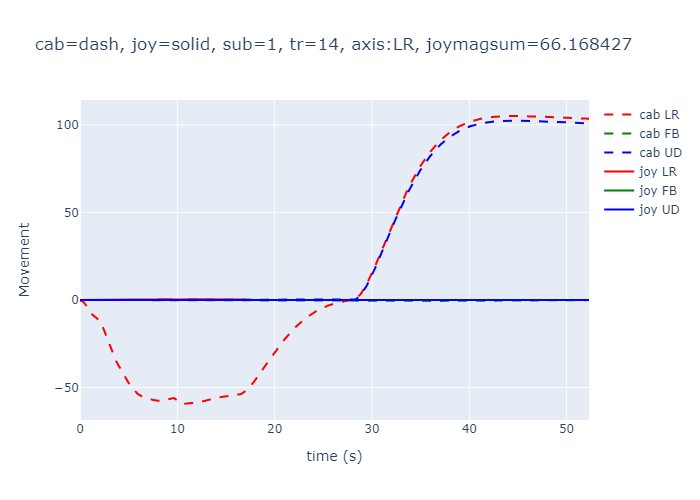 cab=dash, joy=solid, sub=1, tr=14, axis:LR, joymagsum=66.168427
100
50
0
−50
Movement
0
10
20
30
40
50
time (s)
cab LR
cab FB
cab UD
joy LR
joy FB
joy UD